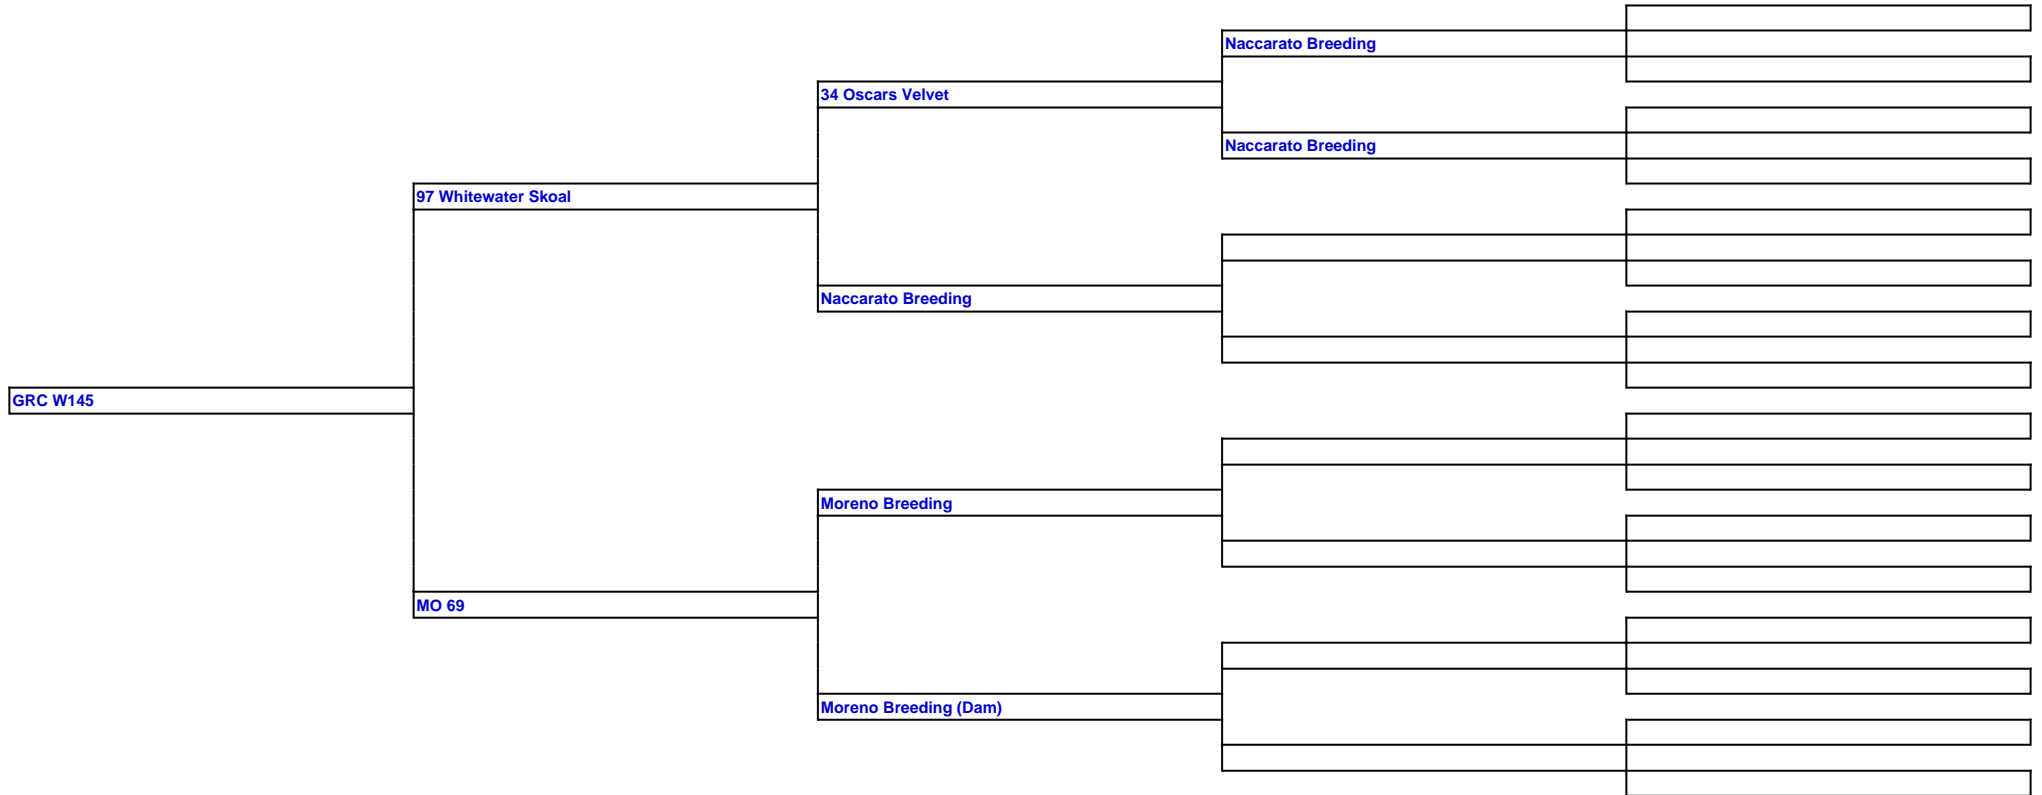 Naccarato Breeding
34 Oscars Velvet
Naccarato Breeding
97 Whitewater Skoal
Naccarato Breeding
GRC W145
Moreno Breeding
MO 69
Moreno Breeding (Dam)